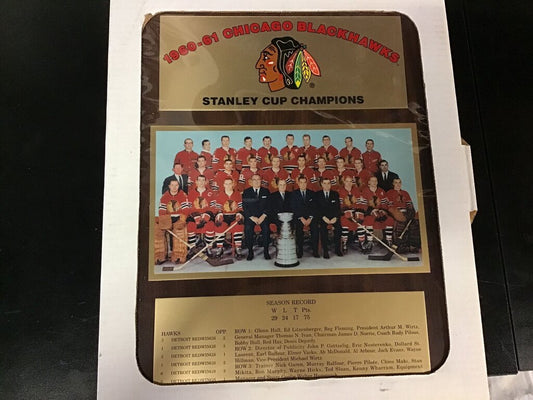 1960-61 CHICAGO BLACKHAWKS
®
STANLEY CUP CHAMPIONS
SEASON RECORD
W L T Pts
29 24 17 75
HAWKS OPP.
DETROIT REDWINGS
DETROIT REDWINGS
DETROIT REDWINGS
DETROIT REDWINGS
DETROIT REDWINGS
ROW 1: Glenn Hall, Ed Litzenberger, Reg Fleming, President Arthur M. Wirtz,
General Manager Thomas N. Ivan, Chairman James D. Norris, Coach Rudy Pilous,
Bobby Hull, Red Hay, Denis Dejordy.
ROW 2: Director of Publicity John P. Gottselig, Eric Nesterenko, Dollard St.
Laurent, Earl Balfour, Elmer Vasko, Ab McDonald, Al Arbour, Jack Evans, Wayne
Hillman, Vice-President Michael Wirtz
ROW 3: Trainer Nick Garen, Murray Balfour, Pierre Pilote, Chico Maki, Stan
Mikita, Ron Murphy, Wayne Hicky, Tod Sloan, Kenny Wharram, Equipment